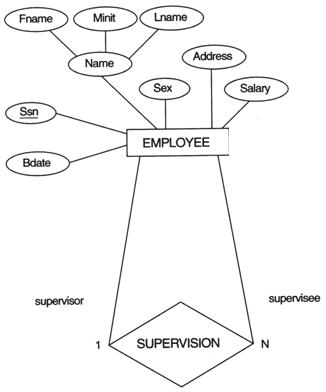 Fname
Minit
Lname
Name
Address
Sex
Salary
Ssn
EMPLOYEE
Bdate
supervisor
supervisee
1
SUPERVISION
N